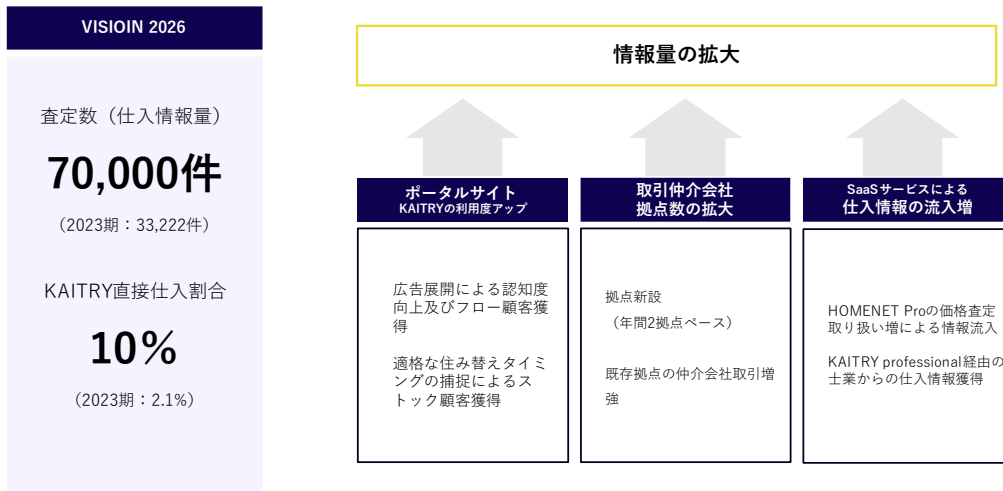 VISIOIN 2026
査定数（仕入情報量）
70,000件
（2023期：33,222件）
KAITRY直接仕入割合
10%
（2023期：2.1%）
情報量の拡大
ポータルサイト
KAITRYの利用度アップ
広告展開による認知度
向上及びフロー顧客獲
得
適格な住み替えタイミ
ングの捕捉によるス
トック顧客獲得
取引仲介会社
拠点数の拡大
拠点新設
（年間2拠点ペース）
既存拠点の仲介会社取引増
強
SaaSサービスによる
仕入情報の流入増
HOMENET Proの価格査定
取り扱い増による情報流入
KAITRY professional経由の
士業からの仕入情報獲得